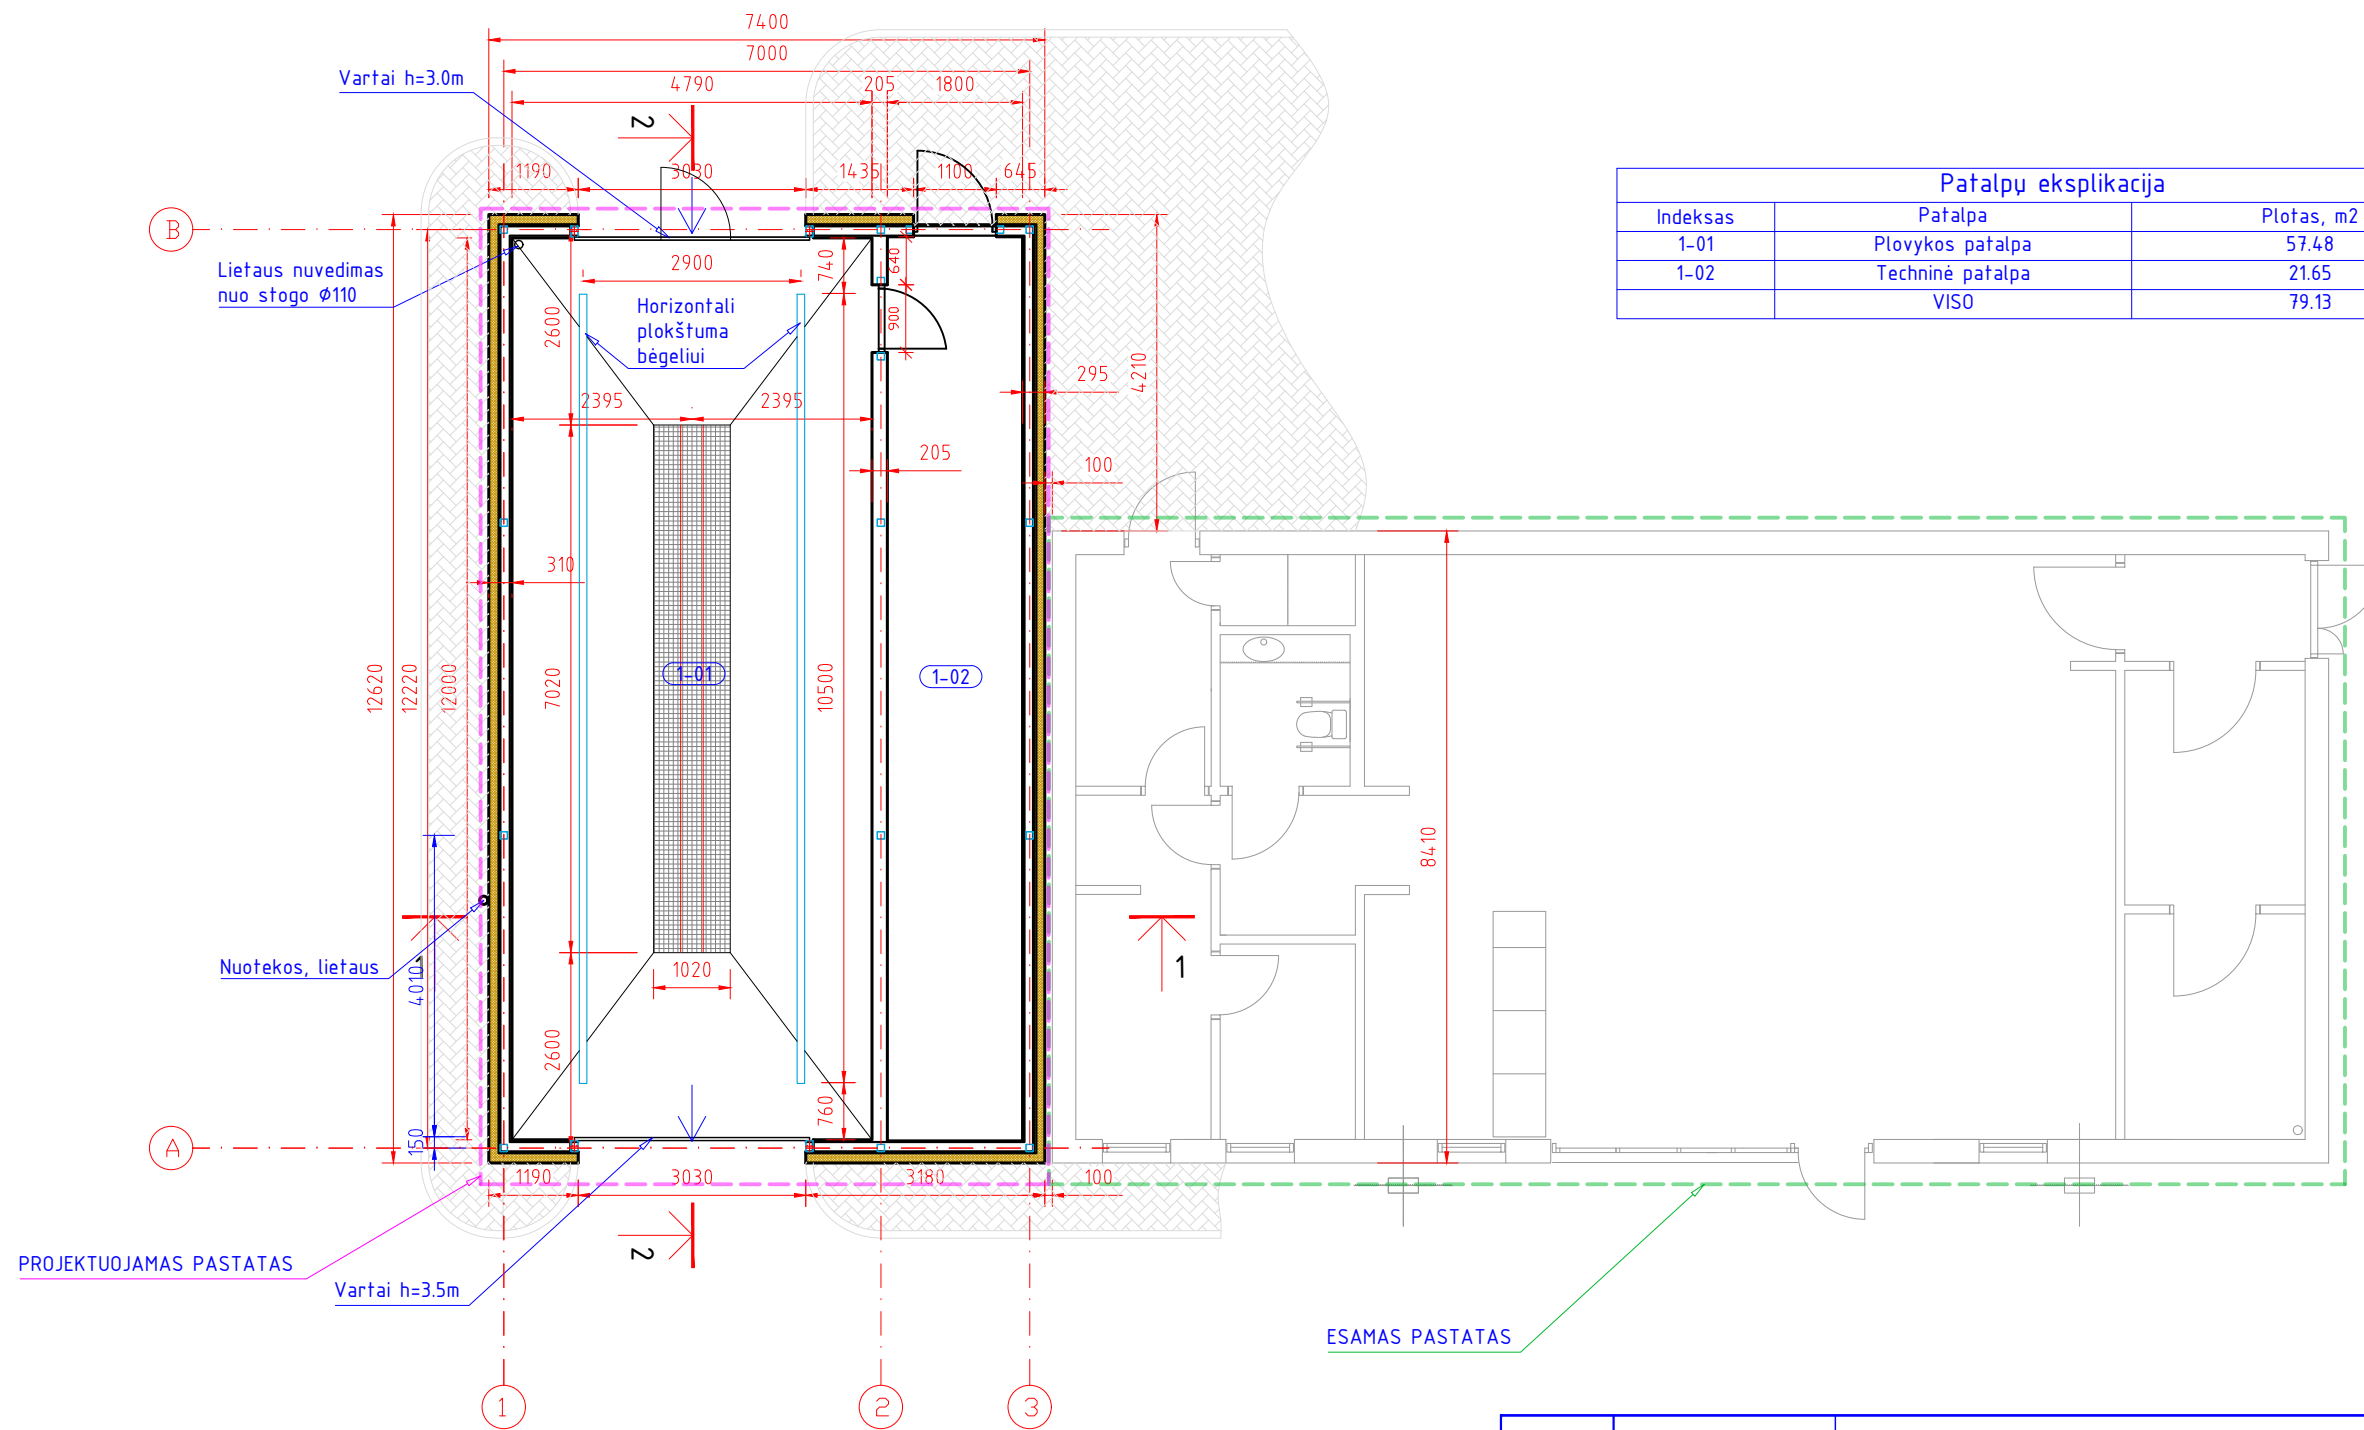 7400
7000
4790 205 1800
Vartai h=3.0m
2
1190 3030 1435 1100 645
B
Lietaus nuvedimas
nuo stogo Ø110
2900
740
640
Horizontali
plokštuma
bėgeliui
900
2600
2395 2395
205
295
4210
100
310
12620
12220
12000
7020
1-01
10500
1-02
8410
Nuotekos, lietaus
4010
1
1
1020
2600
760
150
A
1190 3030 3180 100
2
PROJEKTUOJAMAS PASTATAS
Vartai h=3.5m
ESAMAS PASTATAS
1 2 3
Patalpų eksplikacija
Indeksas Patalpa Plotas, m2
1-01 Plovykos patalpa 57.48
1-02 Techninė patalpa 21.65
VISO 79.13